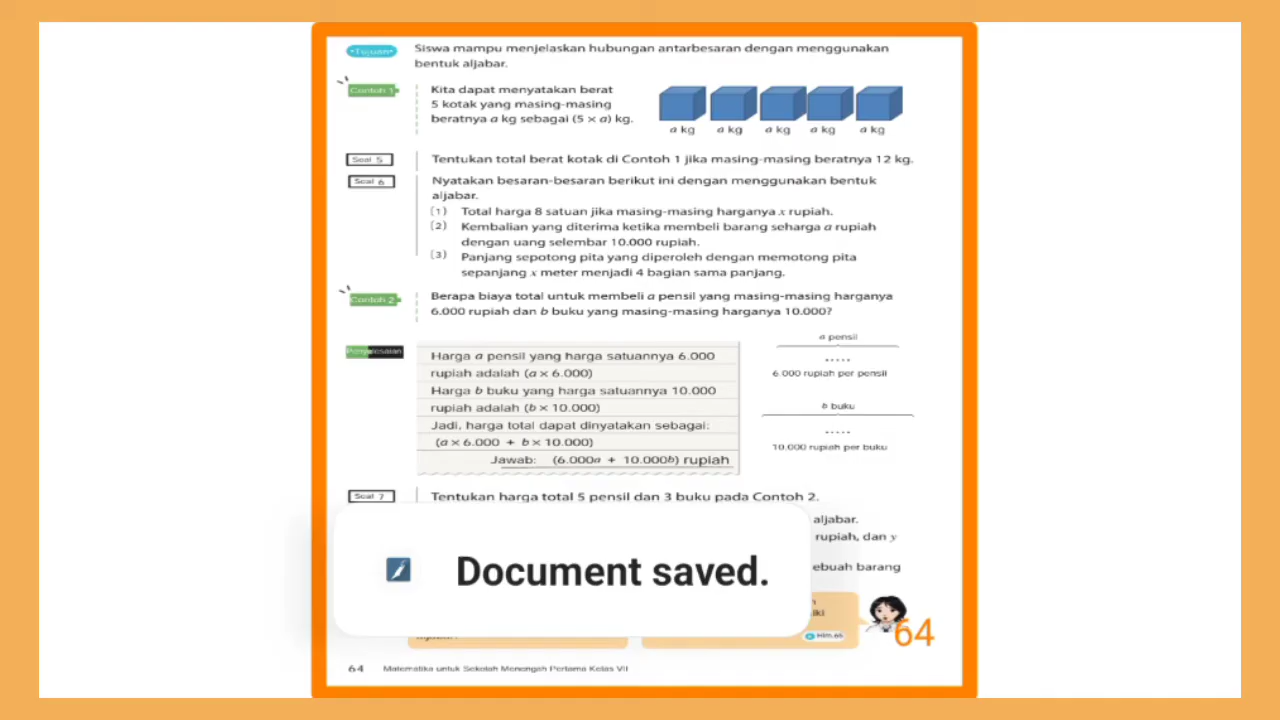 Tujuan
Siswa mampu menjelaskan hubungan antarbesaran dengan menggunakan
bentuk aljabar.
Contoh 1
Kita dapat menyatakan berat
5 kotak yang masing-masing
beratnya a kg sebagai (5 × a) kg.
a kg a kg a kg a kg a kg
Soal 5
Tentukan total berat kotak di Contoh 1 jika masing-masing beratnya 12 kg.
Soal 6
Nyatakan besaran-besaran berikut ini dengan menggunakan bentuk
aljabar.
(1) Total harga 8 satuan jika masing-masing harganya x rupiah.
(2) Kembalian yang diterima ketika membeli barang seharga a rupiah
dengan uang selembar 10.000 rupiah.
(3) Panjang sepotong pita yang diperoleh dengan memotong pita
sepanjang x meter menjadi 4 bagian sama panjang.
Contoh 2
Berapa biaya total untuk membeli a pensil yang masing-masing harganya
6.000 rupiah dan b buku yang masing-masing harganya 10.000?
Penyelesaian
Harga a pensil yang harga satuannya 6.000
rupiah adalah (a × 6.000)
Harga b buku yang harga satuannya 10.000
rupiah adalah (b × 10.000)
Jadi, harga total dapat dinyatakan sebagai:
(a × 6.000 + b × 10.000)
Jawab: (6.000a + 10.000b) rupiah
a pensil
.....
6.000 rupiah per pensil
b buku
.....
10.000 rupiah per buku
Soal 7
Tentukan harga total 5 pensil dan 3 buku pada Contoh 2.
aljabar.
rupiah, dan y
ebuah barang
Document saved.
Hlm.65
64
64 Matematika untuk Sekolah Menengah Pertama Kelas VII